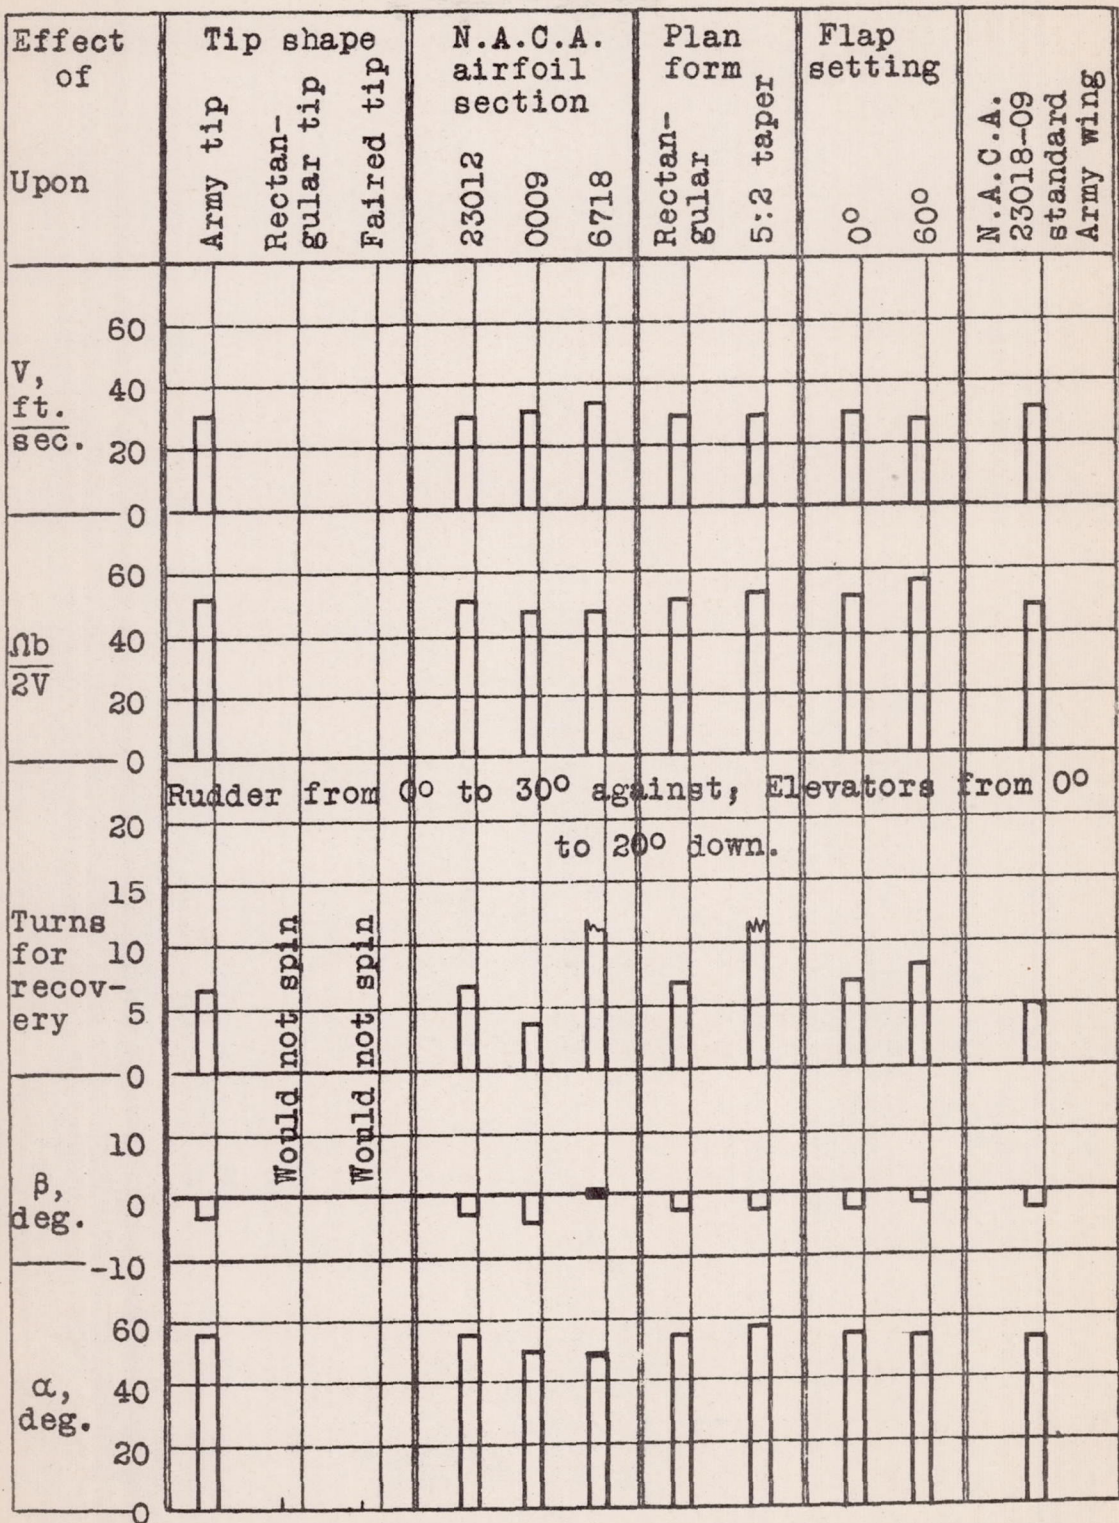 Effect
of
Upon
Tip shape
Army tip
Rectan-
gular tip
Faired tip
N.A.C.A.
airfoil
section
23012
0009
6718
Plan
form
Rectan-
gular
5:2 taper
Flap
setting
0°
60°
N.A.C.A.
23018-09
standard
Army wing
V,
ft.
sec.
60
40
20
0
Ωb
2V
60
40
20
0
Rudder from 0° to 30° against; Elevators from 0°
to 20° down.
Turns
for
recov-
ery
20
15
10
5
0
Would not spin
Would not spin
β,
deg.
10
0
-10
α,
deg.
60
40
20
0